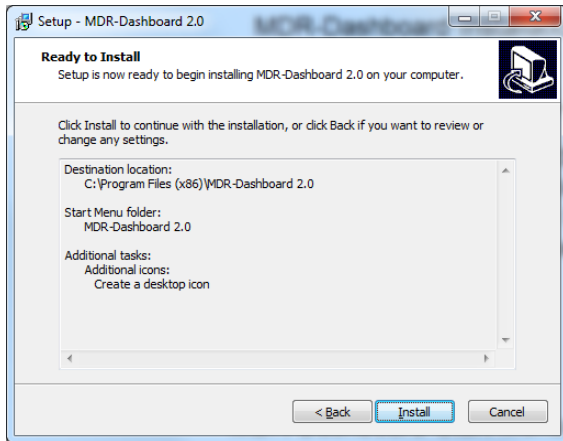 Setup - MDR-Dashboard 2.0
Ready to Install
Setup is now ready to begin installing MDR-Dashboard 2.0 on your computer.
Click Install to continue with the installation, or click Back if you want to review or
change any settings.
Destination location:
C:\Program Files (x86)\MDR-Dashboard 2.0
Start Menu folder:
MDR-Dashboard 2.0
Additional tasks:
Additional icons:
Create a desktop icon
< Back
Install
Cancel